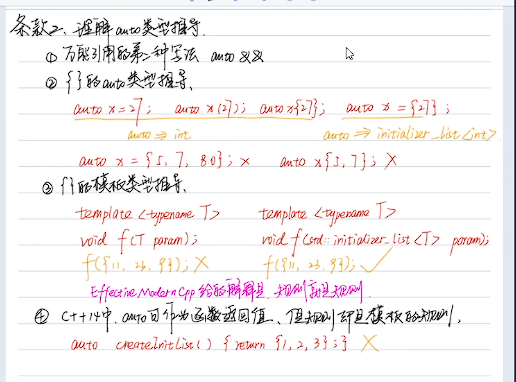 条款二、理解auto类型推导.
① 万能引用的第二种写法 auto &&
② {}的auto类型推导、
auto x = 27; auto x(27); auto x{27}; auto x = {27};
auto ⇒ int auto ⇒ initializer_list<int>
auto x = {5, 7, 8.0}; × auto x{5,7}; ×
③ {}的模板类型推导、
template <typename T> template <typename T>
void f(T param); void f(std::initializer_list<T> param);
f({11, 23, 9}); × f({11, 23, 9}); ✓
Effective Modern Cpp 给的解释是、规则就是规则.
④ C++14中、auto可作为函数返回值、但规则却是模板的规则.
auto createInitList() { return {1, 2, 3}; } ×